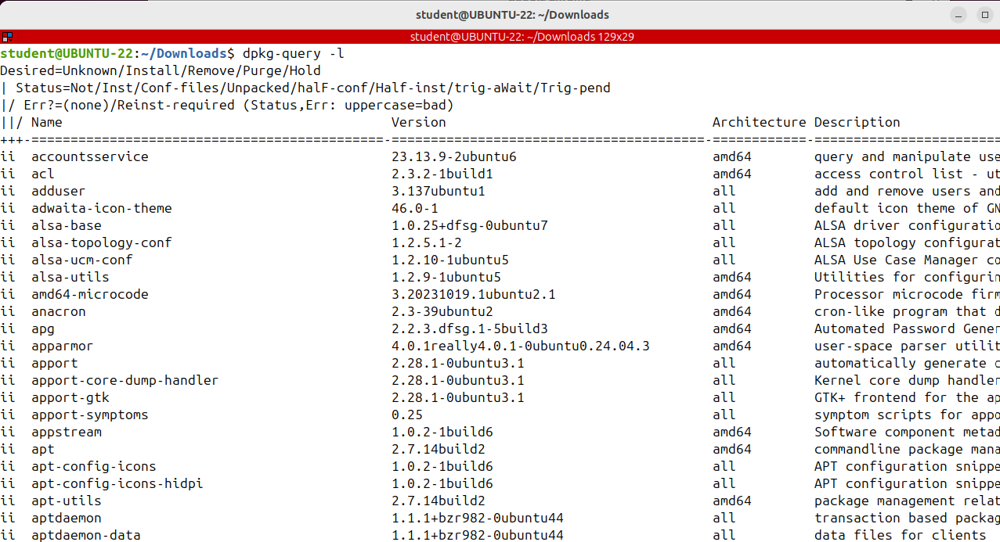 student@UBUNTU-22: ~/Downloads
student@UBUNTU-22: ~/Downloads 129x29
student@UBUNTU-22:~/Downloads$ dpkg-query -l
Desired=Unknown/Install/Remove/Purge/Hold
| Status=Not/Inst/Conf-files/Unpacked/halF-conf/Half-inst/trig-aWait/Trig-pend
|/ Err?=(none)/Reinst-required (Status,Err: uppercase=bad)
||/ Name Version Architecture Description
+++-=============================================-========================================-============-========================
ii accountsservice 23.13.9-2ubuntu6 amd64 query and manipulate use
ii acl 2.3.2-1build1 amd64 access control list - ut
ii adduser 3.137ubuntu1 all add and remove users and
ii adwaita-icon-theme 46.0-1 all default icon theme of GN
ii alsa-base 1.0.25+dfsg-0ubuntu7 all ALSA driver configuratio
ii alsa-topology-conf 1.2.5.1-2 all ALSA topology configurat
ii alsa-ucm-conf 1.2.10-1ubuntu5 all ALSA Use Case Manager co
ii alsa-utils 1.2.9-1ubuntu5 amd64 Utilities for configurin
ii amd64-microcode 3.20231019.1ubuntu2.1 amd64 Processor microcode firm
ii anacron 2.3-39ubuntu2 amd64 cron-like program that d
ii apg 2.2.3.dfsg.1-5build3 amd64 Automated Password Gener
ii apparmor 4.0.1really4.0.1-0ubuntu0.24.04.3 amd64 user-space parser utilit
ii apport 2.28.1-0ubuntu3.1 all automatically generate c
ii apport-core-dump-handler 2.28.1-0ubuntu3.1 all Kernel core dump handler
ii apport-gtk 2.28.1-0ubuntu3.1 all GTK+ frontend for the ap
ii apport-symptoms 0.25 all symptom scripts for appo
ii appstream 1.0.2-1build6 amd64 Software component metad
ii apt 2.7.14build2 amd64 commandline package mana
ii apt-config-icons 1.0.2-1build6 all APT configuration snippe
ii apt-config-icons-hidpi 1.0.2-1build6 all APT configuration snippe
ii apt-utils 2.7.14build2 amd64 package management relat
ii aptdaemon 1.1.1+bzr982-0ubuntu44 all transaction based packag
ii aptdaemon-data 1.1.1+bzr982-0ubuntu44 all data files for clients